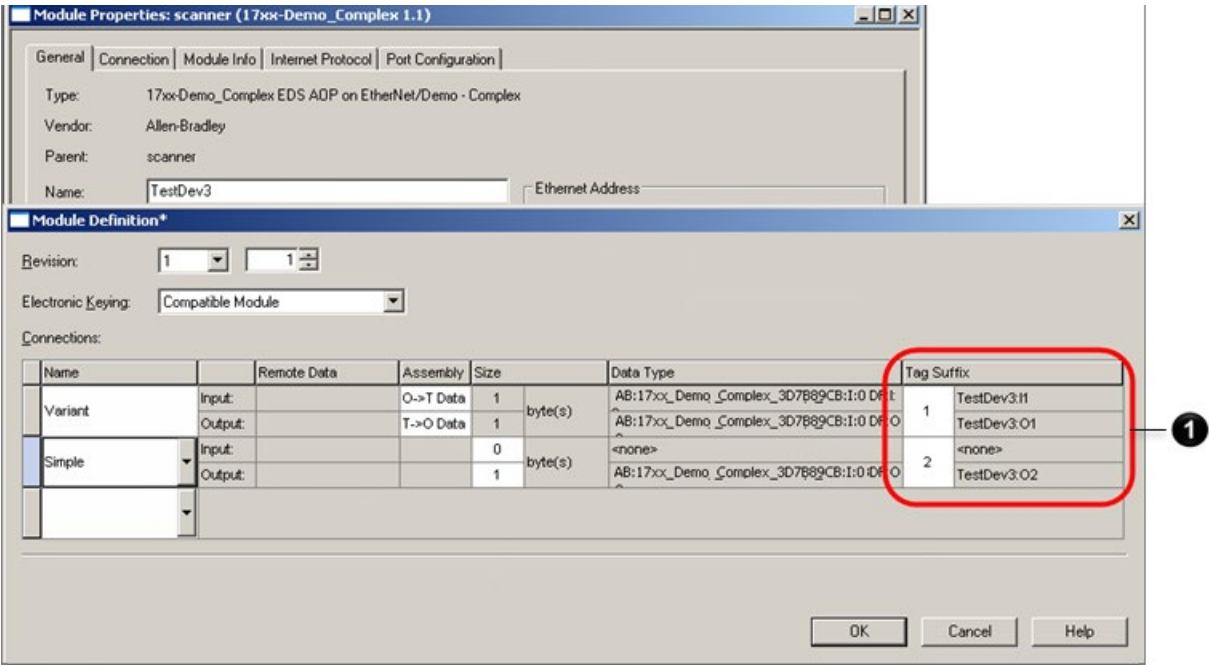 Module Properties: scanner (17xx-Demo_Complex 1.1)
General Connection Module Info Internet Protocol Port Configuration
Type: 17xx-Demo_Complex EDS AOP on EtherNet/Demo - Complex
Vendor: Allen-Bradley
Parent: scanner
Name: TestDev3 Ethernet Address
Module Definition*
Revision: 1 1
Electronic Keying: Compatible Module
Connections:
Name Remote Data Assembly Size Data Type Tag Suffix
Variant
Input: O->T Data 1 byte(s) AB:17xx_Demo_Complex_3D7B89CB:I:0 1 TestDev3:I1
Output: T->O Data 1 AB:17xx_Demo_Complex_3D7B89CB:I:0 TestDev3:O1
Simple
Input: 0 byte(s) <none> 2 <none>
Output: 1 AB:17xx_Demo_Complex_3D7B89CB:I:0 TestDev3:O2
1
OK Cancel Help